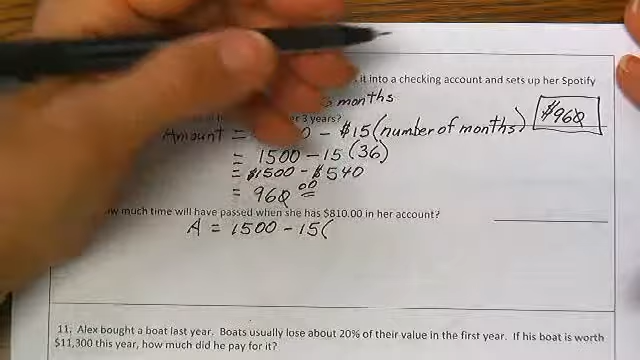 it into a checking account and sets up her Spotify
months
er 3 years?
Amount = 0 - $15 (number of months) $960
= 1500 - 15 (36)
= $1500 - $540
= 960 00
ow much time will have passed when she has $810.00 in her account?
A = 1500 - 15(
11. Alex bought a boat last year. Boats usually lose about 20% of their value in the first year. If his boat is worth
$11,300 this year, how much did he pay for it?